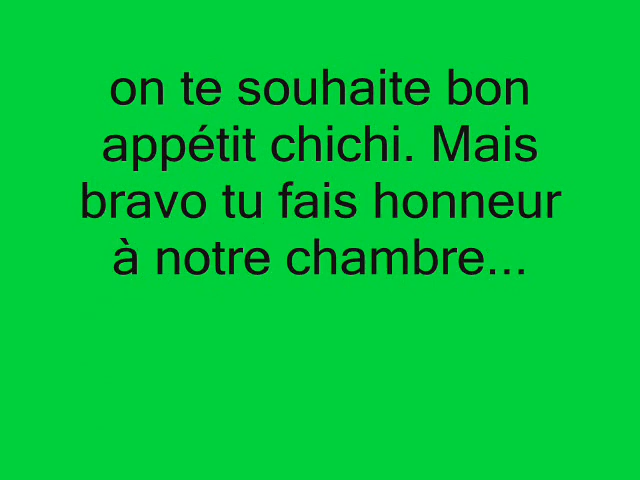 on te souhaite bon
appétit chichi. Mais
bravo tu fais honneur
à notre chambre...